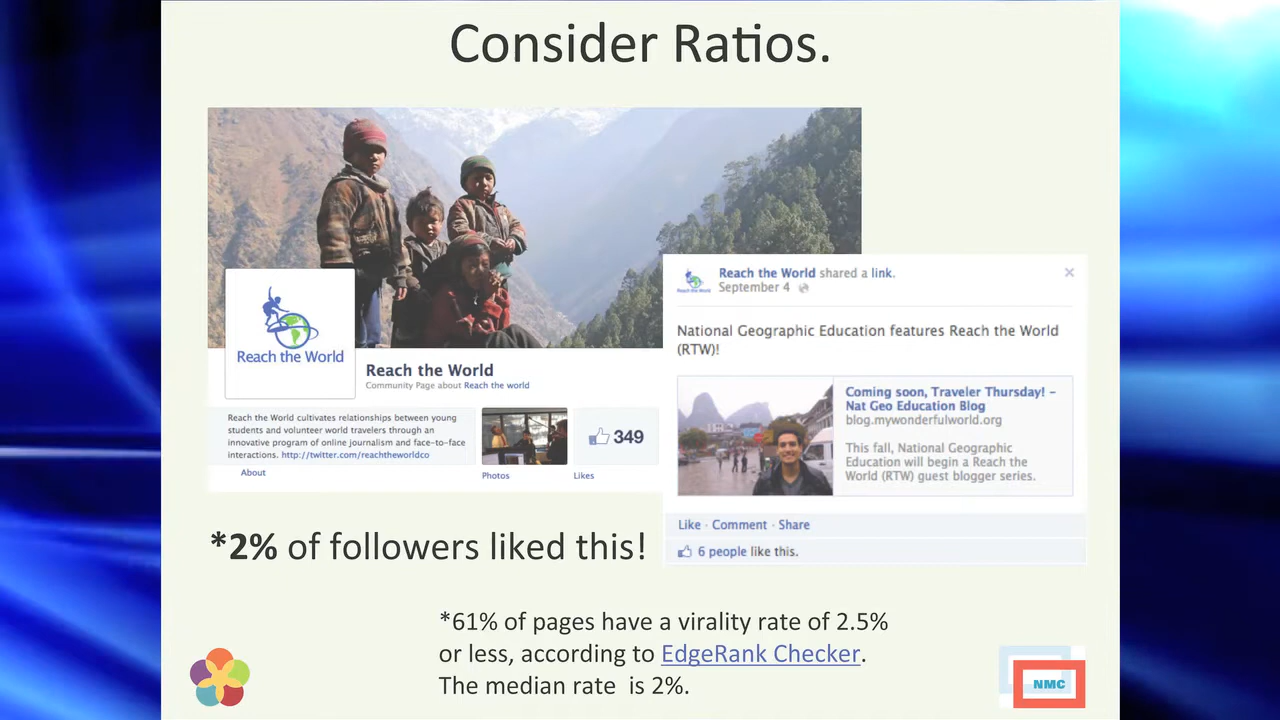 Consider Ratios.
Reach the World
Reach the World
Community Page about Reach the world
Reach the World cultivates relationships between young
students and volunteer world travelers through an
innovative program of online journalism and face-to-face
interactions. http://twitter.com/reachtheworldco
About
Photos
349
Likes
Reach the World
Reach the World shared a link.
September 4
National Geographic Education features Reach the World
(RTW)!
Coming soon, Traveler Thursday! –
Nat Geo Education Blog
blog.mywonderfulworld.org
This fall, National Geographic
Education will begin a Reach the
World (RTW) guest blogger series.
Like · Comment · Share
6 people like this.
*2% of followers liked this!
*61% of pages have a virality rate of 2.5%
or less, according to EdgeRank Checker.
The median rate is 2%.
NMC